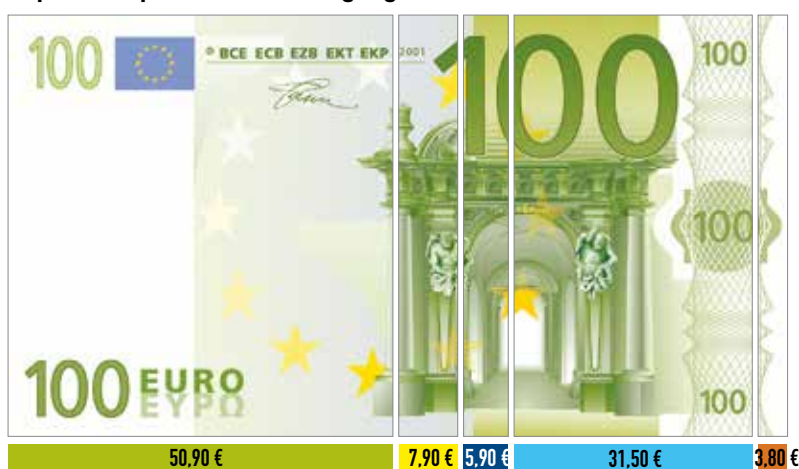 100 © BCE ECB EZB EKT EKP 2001 100 100
100
100 EURO
ΕΥΡΩ 100
50,90 € 7,90 € 5,90 € 31,50 € 3,80 €